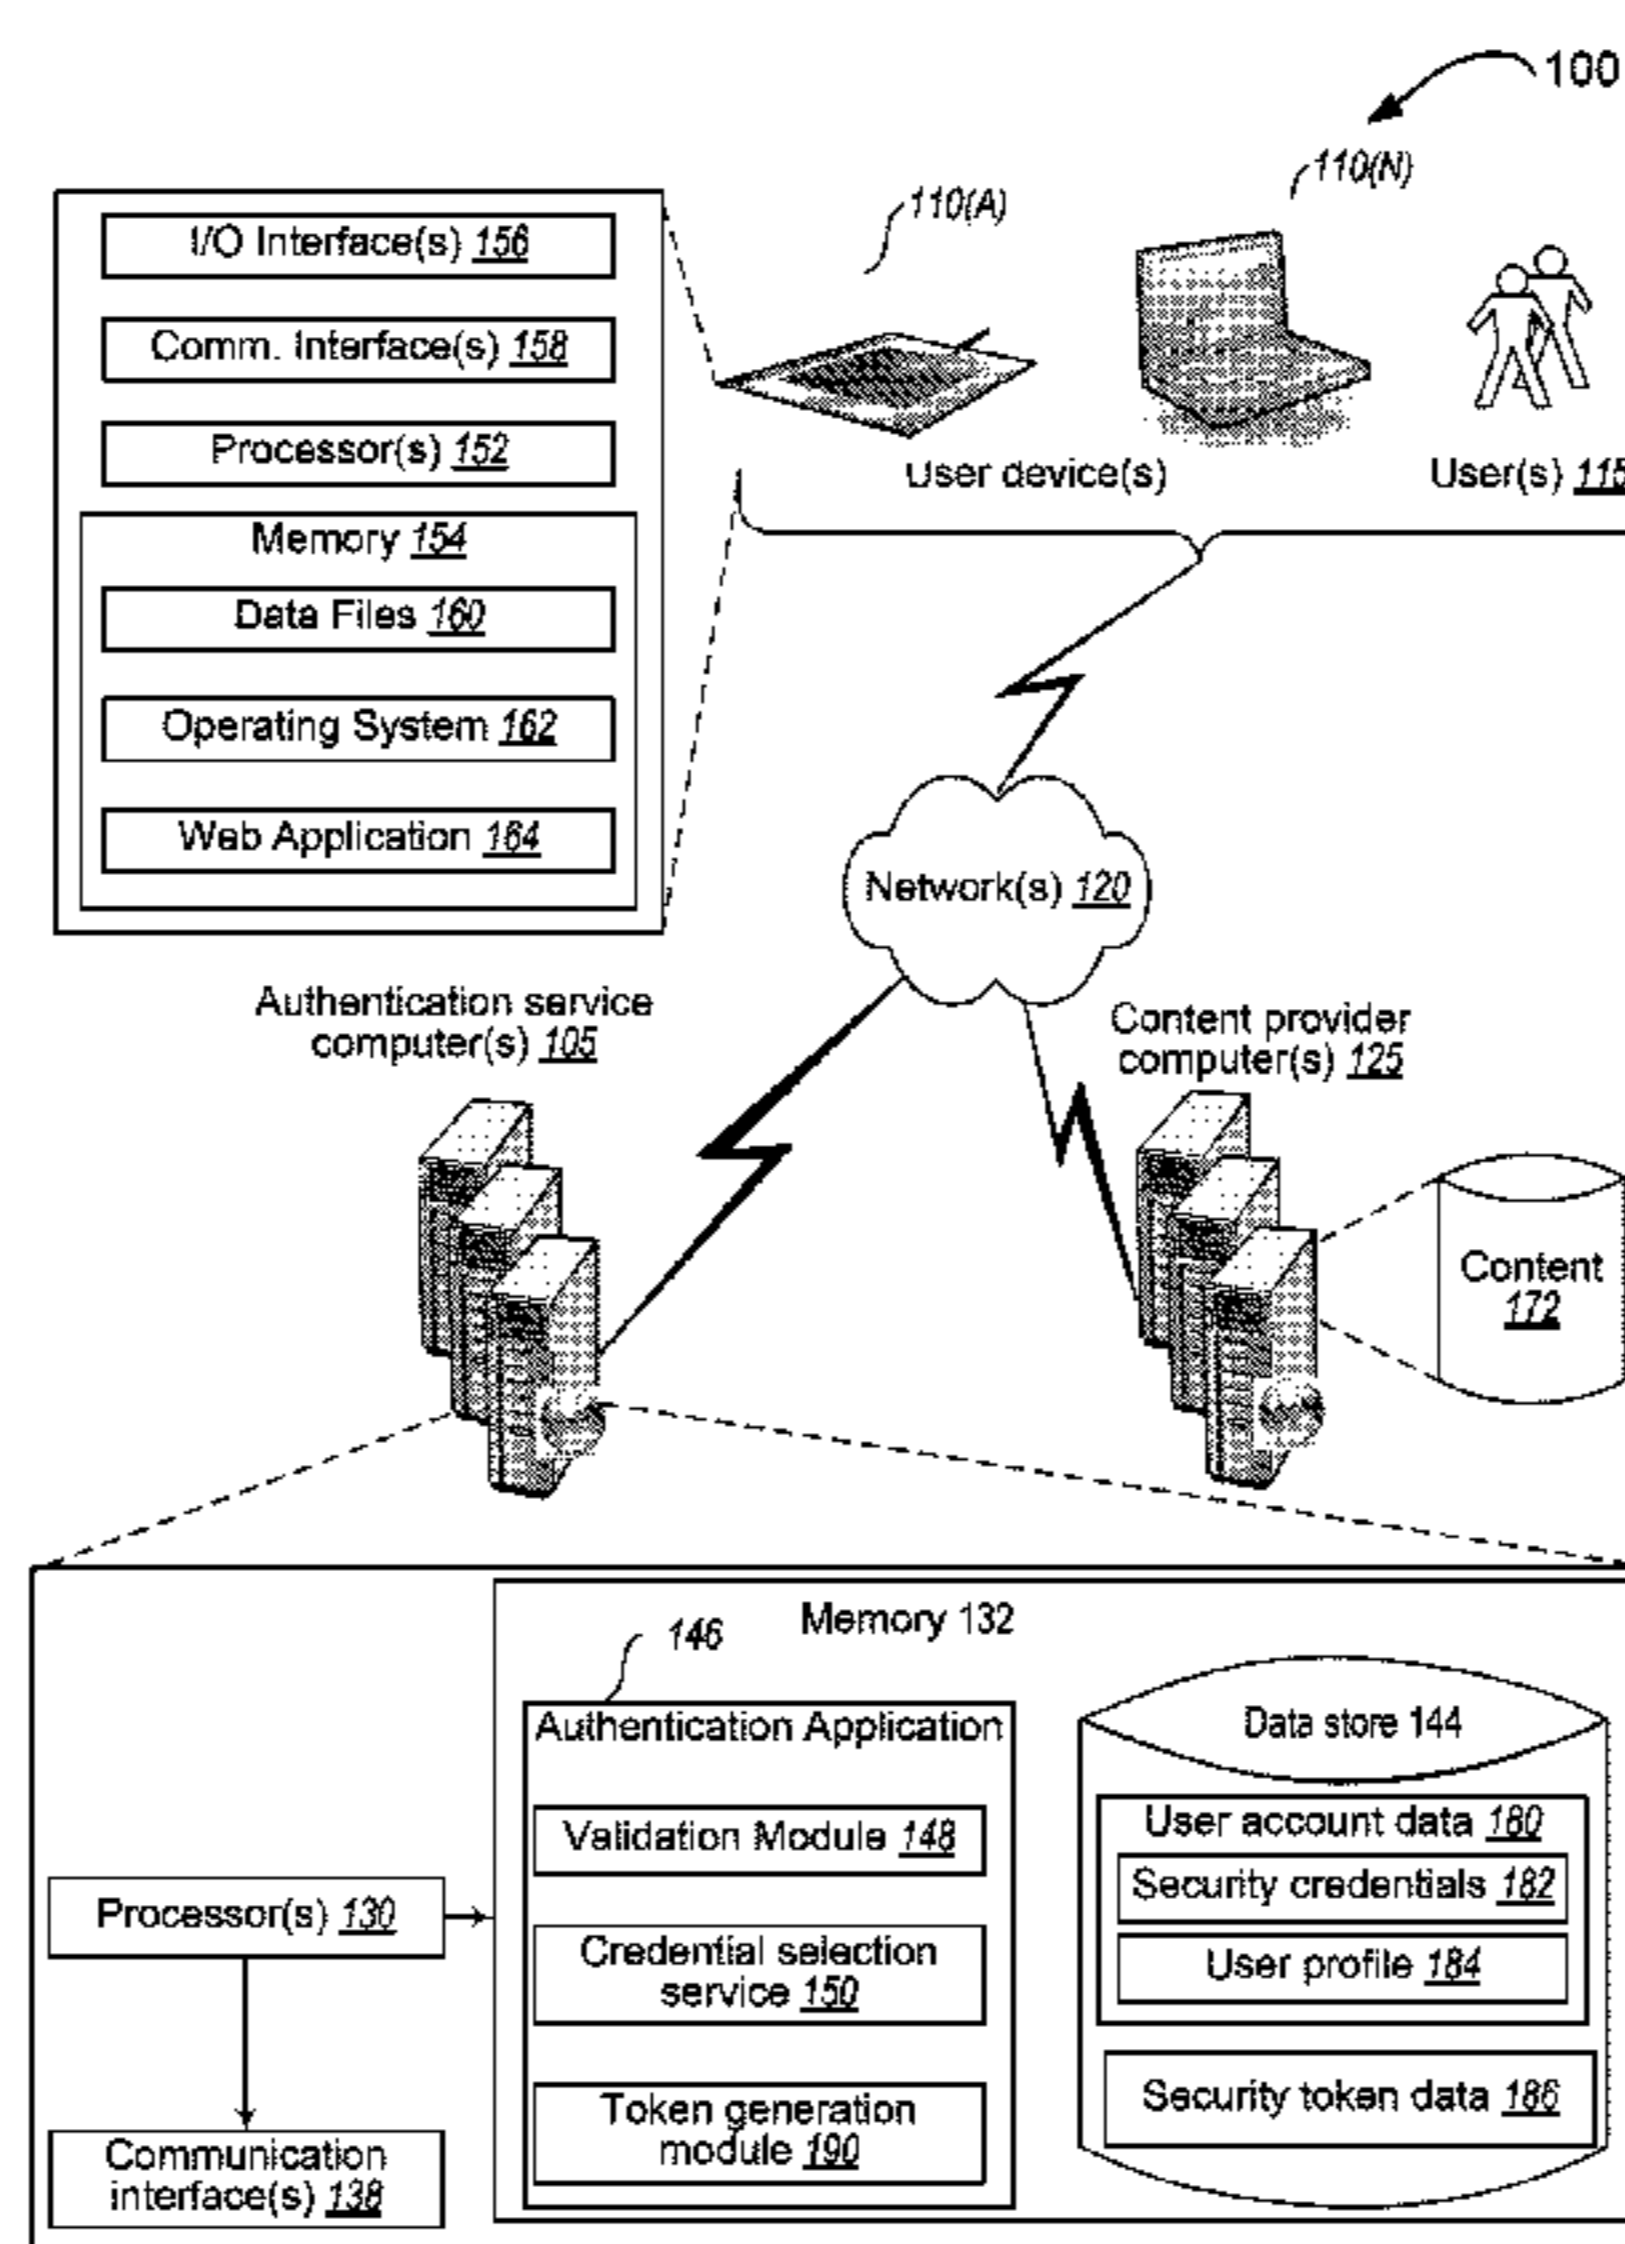 100
110(N)
110(A)
I/O Interface(s) 156
Comm. Interface(s) 158
Processor(s) 152
User device(s)
User(s) 115
Memory 154
Data Files 160
Operating System 162
Web Application 164
Network(s) 120
Authentication service
computer(s) 105
Content provider
computer(s) 125
Content
172
Memory 132
146
Authentication Application
Data store 144
Validation Module 148
User account data 180
Security credentials 182
Processor(s) 130
Credential selection
service 150
User profile 184
Token generation
module 190
Security token data 186
Communication
interface(s) 138